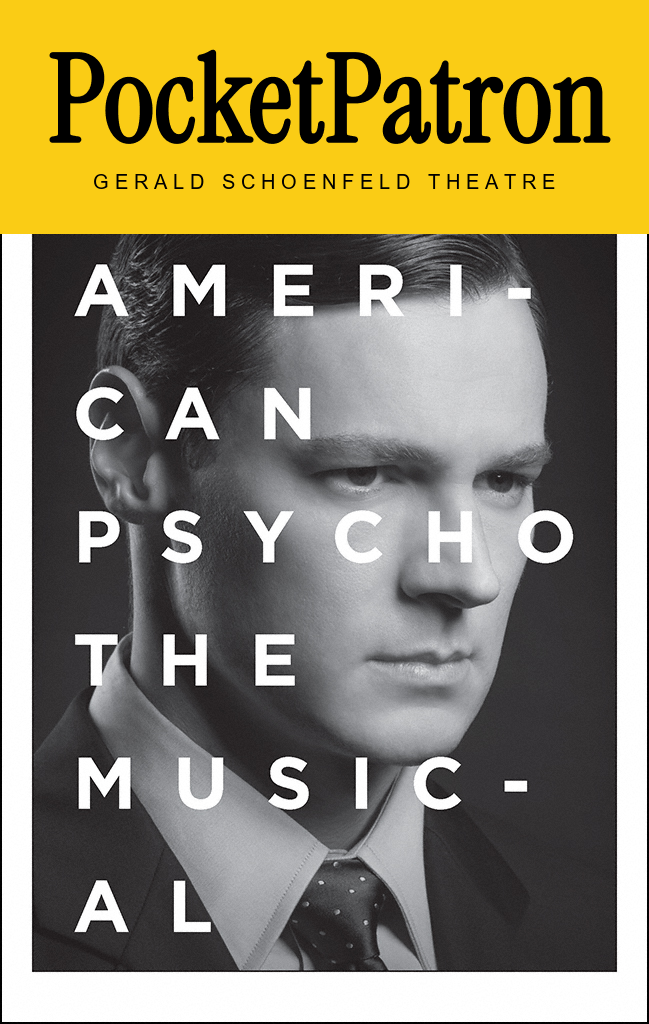 PocketPatron
GERALD SCHOENFELD THEATRE
AMERI-
CAN
PSYCHO
THE
MUSIC-
AL